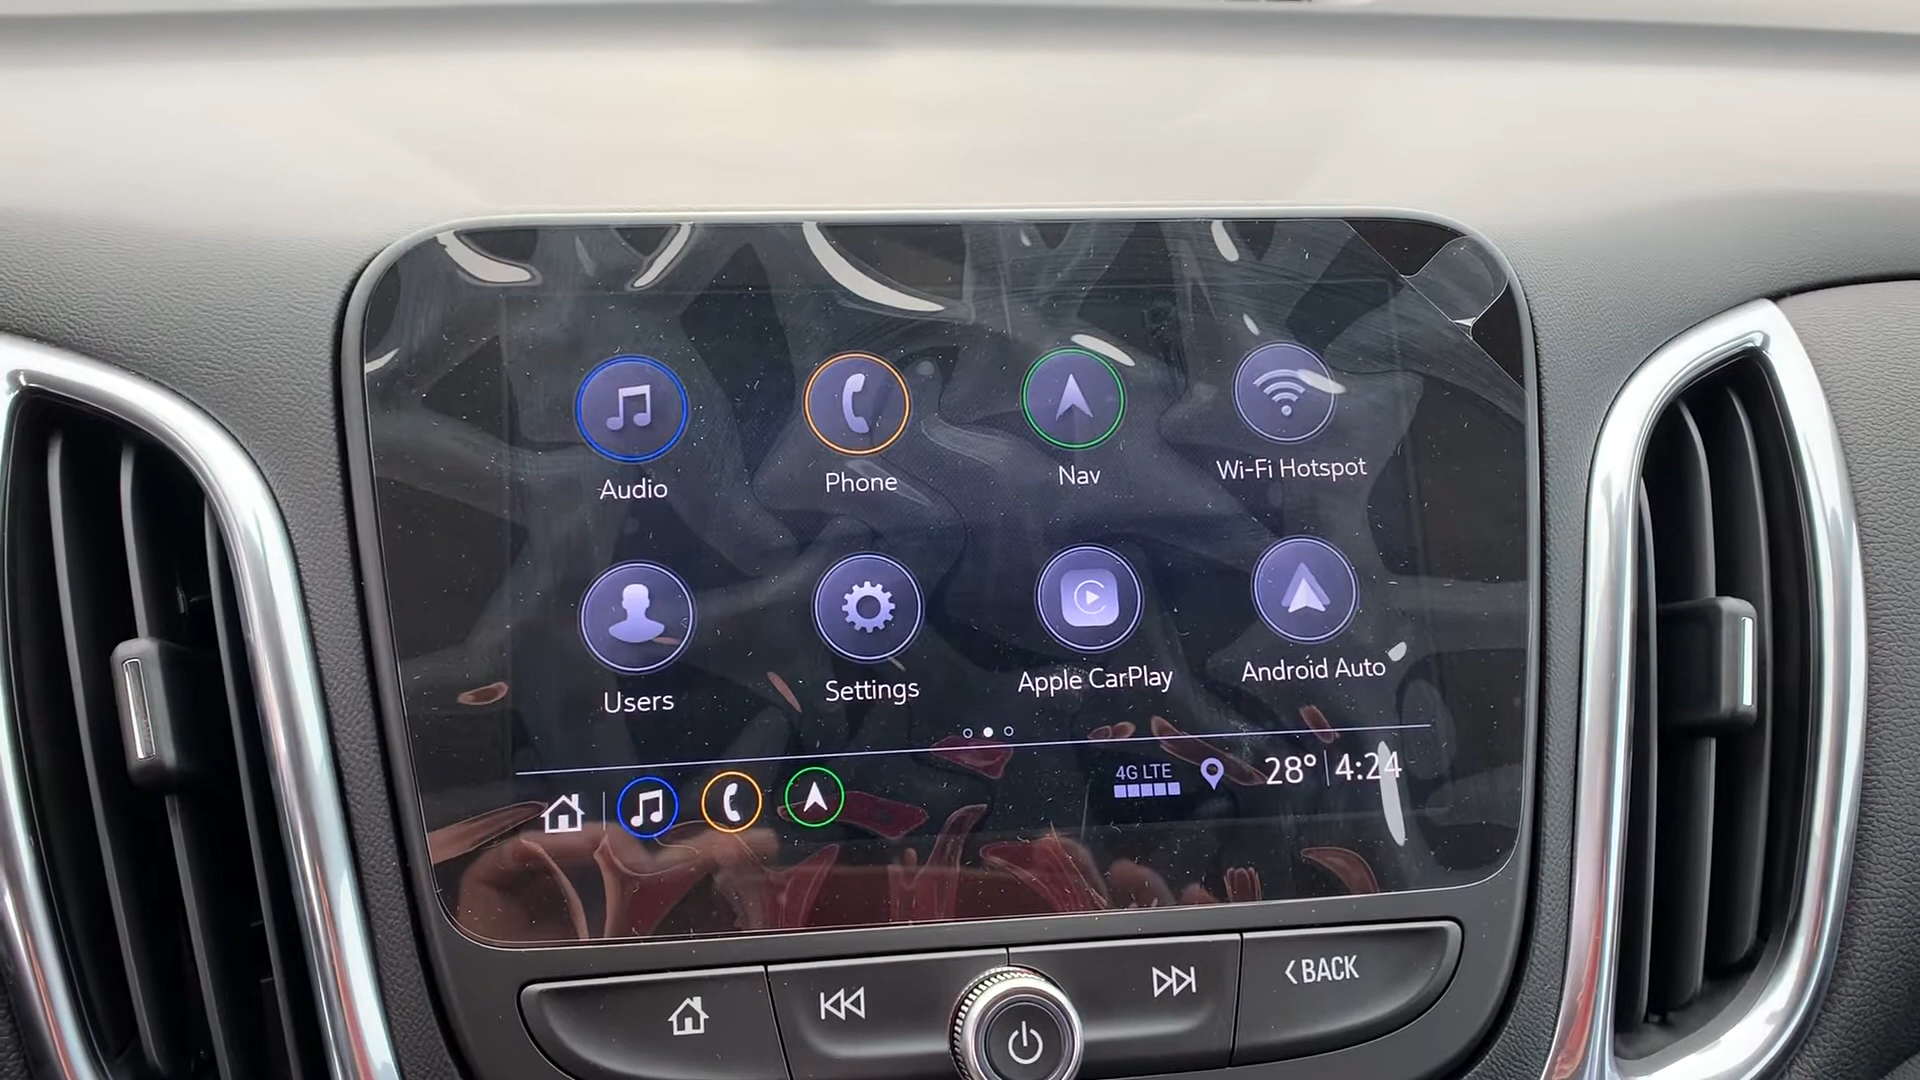 Audio
Phone
Nav
Wi-Fi Hotspot
Users
Settings
Apple CarPlay
Android Auto
4G LTE
28°
4:24
BACK